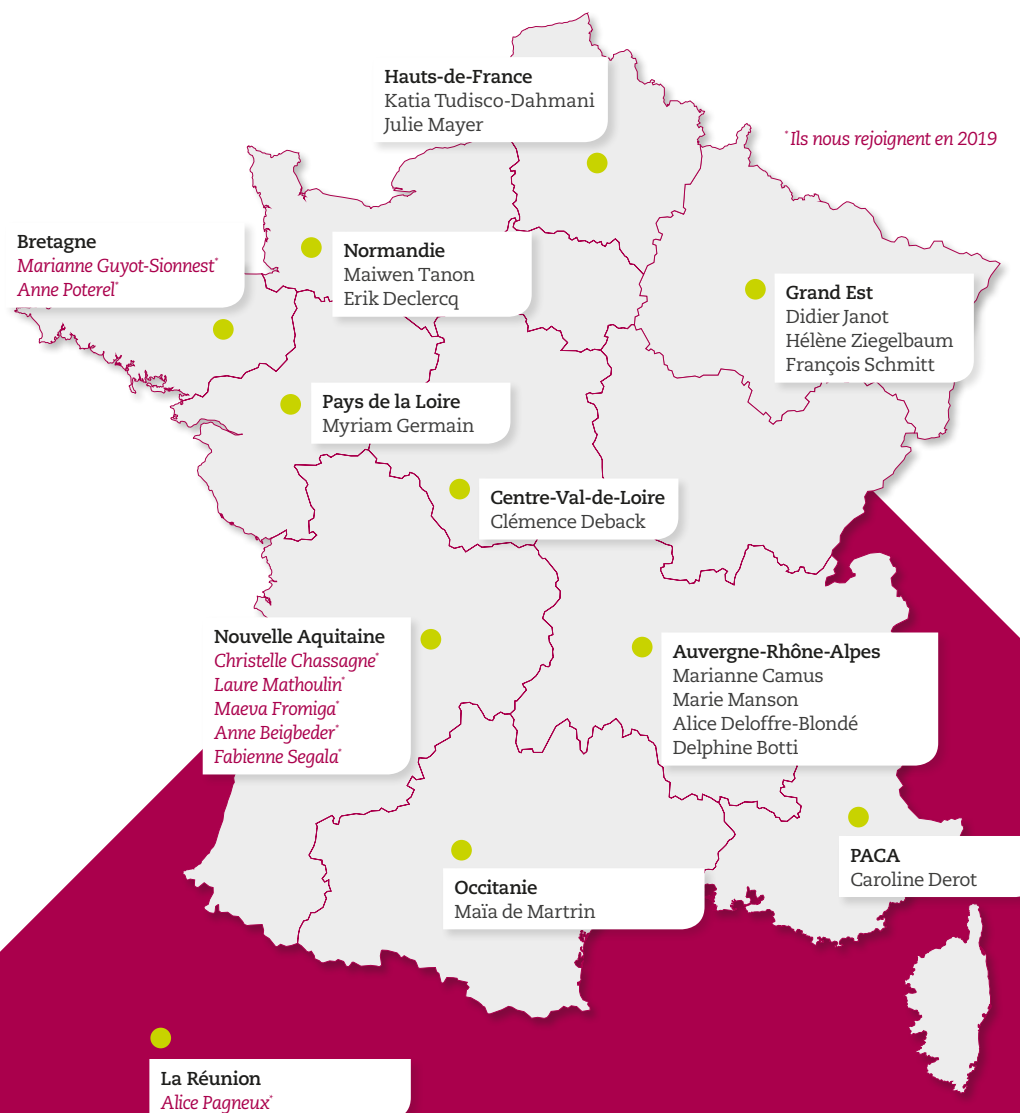 Hauts-de-France
Katia Tudisco-Dahmani
Julie Mayer
*Ils nous rejoignent en 2019
Bretagne
Marianne Guyot-Sionnest*
Anne Poterel*
Normandie
Maiwen Tanon
Erik Declercq
Grand Est
Didier Janot
Hélène Ziegelbaum
François Schmitt
Pays de la Loire
Myriam Germain
Centre-Val-de-Loire
Clémence Deback
Nouvelle Aquitaine
Christelle Chassagne*
Laure Mathoulin*
Maeva Fromiga*
Anne Beigbeder*
Fabienne Segala*
Auvergne-Rhône-Alpes
Marianne Camus
Marie Manson
Alice Deloffre-Blondé
Delphine Botti
PACA
Caroline Derot
Occitanie
Maïa de Martrin
La Réunion
Alice Pagneux*